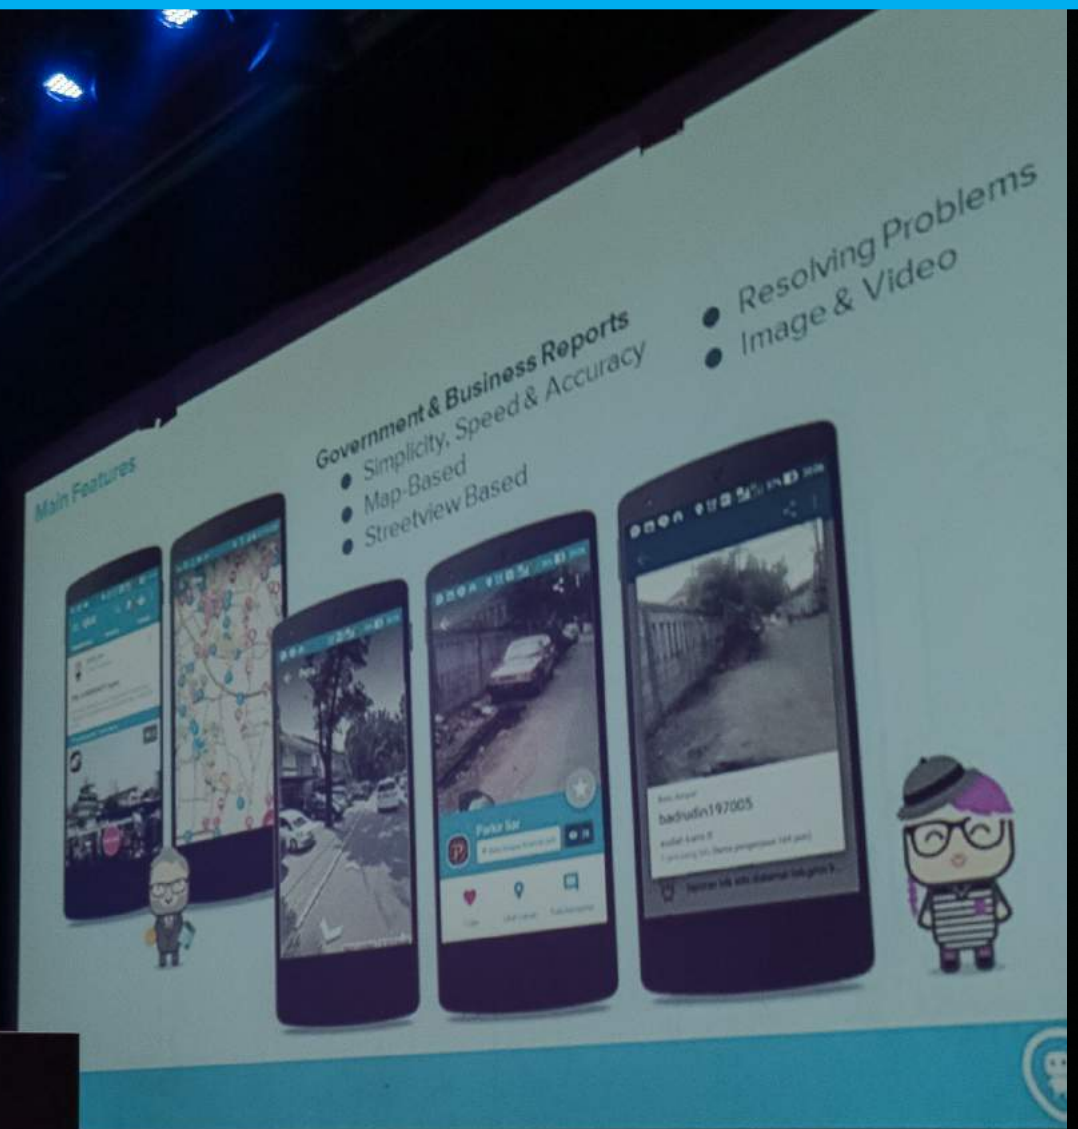 Main Features
Government & Business Reports
● Simplicity, Speed & Accuracy
● Map-Based
● Streetview Based
● Resolving Problems
● Image & Video
Parkir liar
badrudin197005